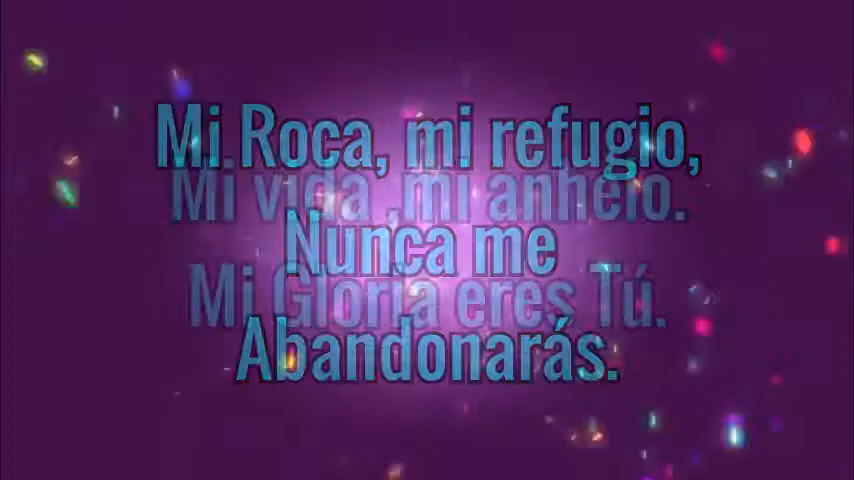 Mi Roca, mi refugio,
Mi vida ,mi anhelo.
Nunca me
Mi Gloria eres Tú.
Abandonarás.